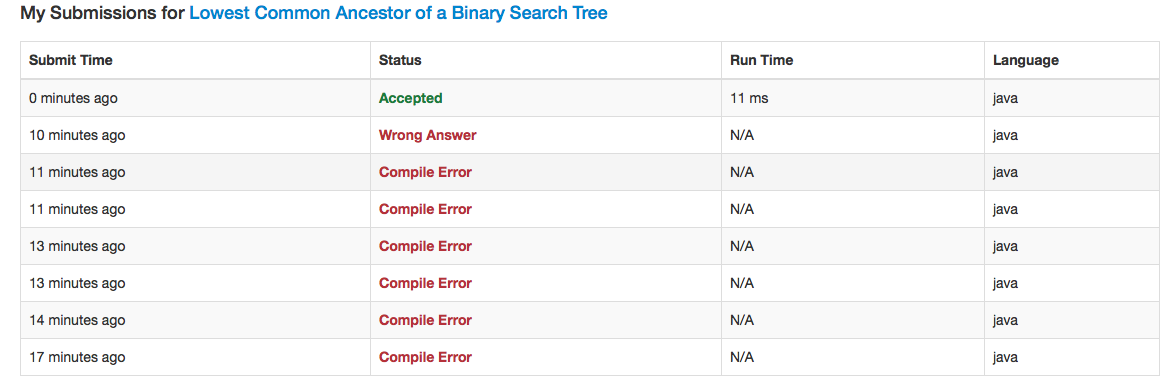 My Submissions for Lowest Common Ancestor of a Binary Search Tree
Submit Time Status Run Time Language
0 minutes ago Accepted 11 ms java
10 minutes ago Wrong Answer N/A java
11 minutes ago Compile Error N/A java
11 minutes ago Compile Error N/A java
13 minutes ago Compile Error N/A java
13 minutes ago Compile Error N/A java
14 minutes ago Compile Error N/A java
17 minutes ago Compile Error N/A java